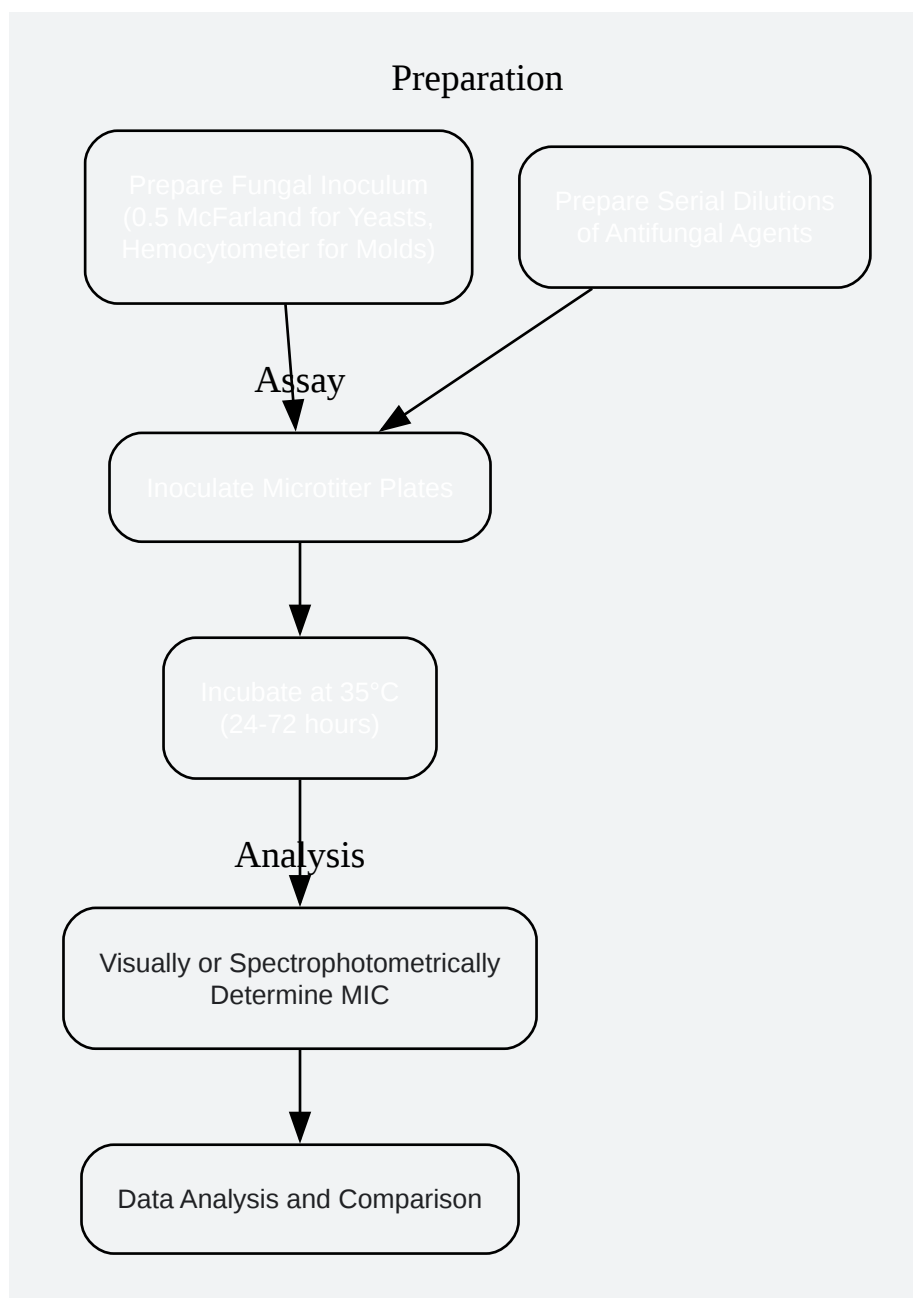 Preparation
Prepare Fungal Inoculum
(0.5 McFarland for Yeasts,
Hemocytometer for Molds)
Prepare Serial Dilutions
of Antifungal Agents
Assay
Inoculate Microtiter Plates
Incubate at 35°C
(24-72 hours)
Analysis
Visually or Spectrophotometrically
Determine MIC
Data Analysis and Comparison